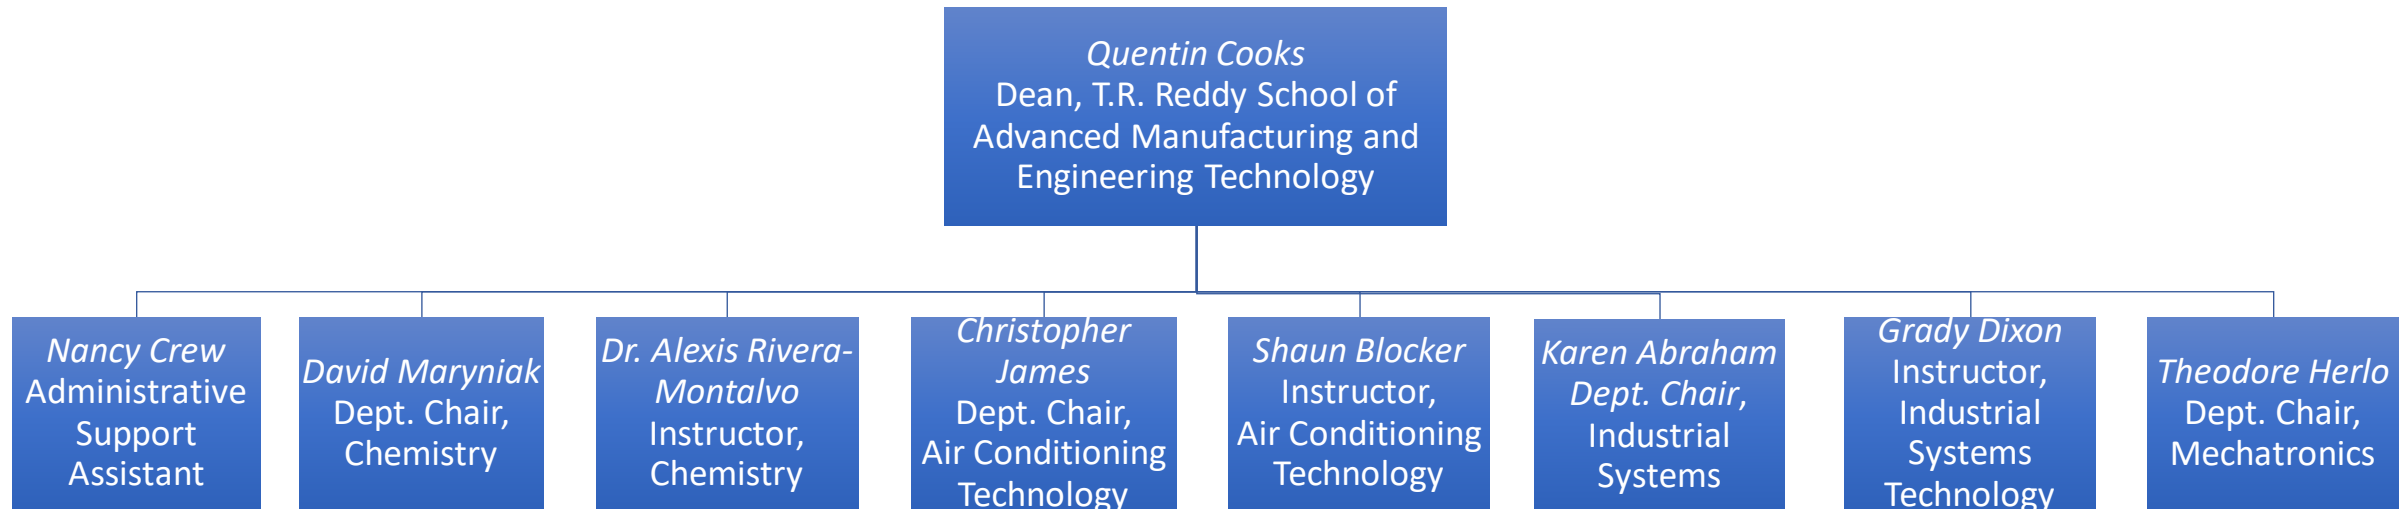 Quentin Cooks
Dean, T.R. Reddy School of
Advanced Manufacturing and
Engineering Technology
Nancy Crew
Administrative
Support
Assistant
David Maryniak
Dept. Chair,
Chemistry
Dr. Alexis Rivera-
Montalvo
Instructor,
Chemistry
Christopher
James
Dept. Chair,
Air Conditioning
Technology
Shaun Blocker
Instructor,
Air Conditioning
Technology
Karen Abraham
Dept. Chair,
Industrial
Systems
Grady Dixon
Instructor,
Industrial
Systems
Technology
Theodore Herlo
Dept. Chair,
Mechatronics